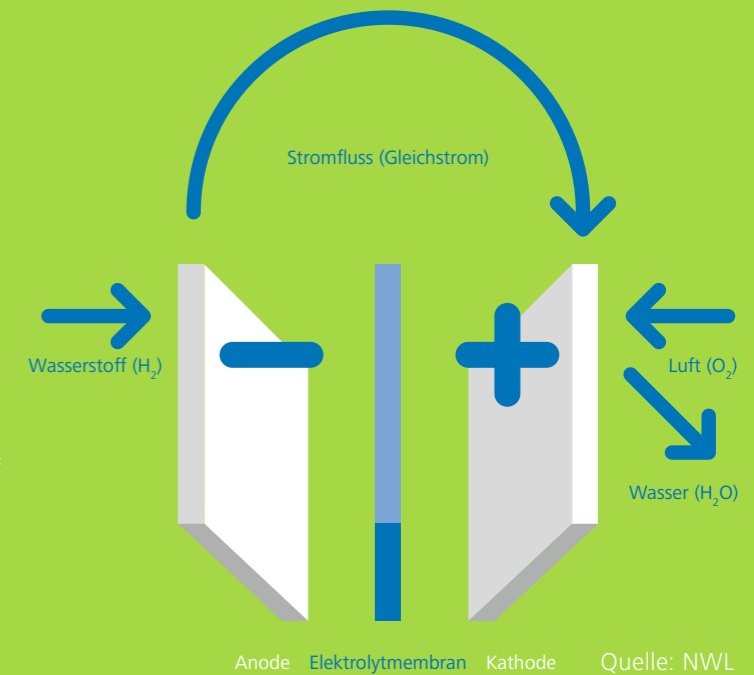 Stromfluss (Gleichstrom)
Wasserstoff (H₂)
Luft (O₂)
Wasser (H₂O)
Anode Elektrolytmembran Kathode Quelle: NWL